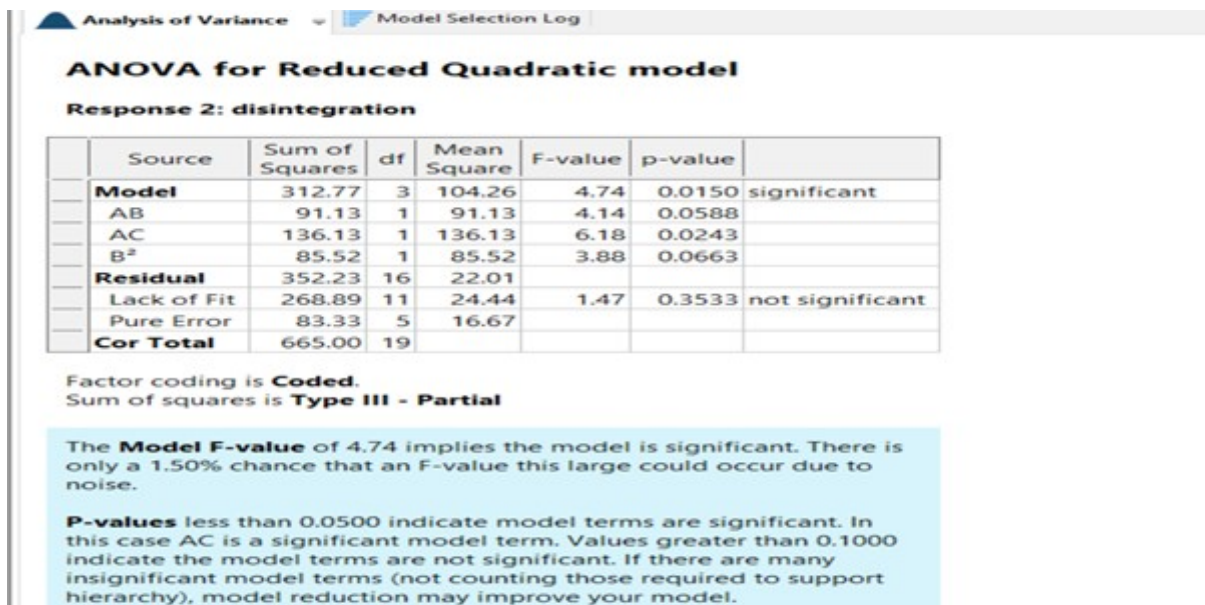 Analysis of Variance Model Selection Log
ANOVA for Reduced Quadratic model
Response 2: disintegration
Source Sum of Squares df Mean Square F-value p-value
Model 312.77 3 104.26 4.74 0.0150 significant
AB 91.13 1 91.13 4.14 0.0588
AC 136.13 1 136.13 6.18 0.0243
B² 85.52 1 85.52 3.88 0.0663
Residual 352.23 16 22.01
Lack of Fit 268.89 11 24.44 1.47 0.3533 not significant
Pure Error 83.33 5 16.67
Cor Total 665.00 19
Factor coding is Coded.
Sum of squares is Type III - Partial
The Model F-value of 4.74 implies the model is significant. There is
only a 1.50% chance that an F-value this large could occur due to
noise.
P-values less than 0.0500 indicate model terms are significant. In
this case AC is a significant model term. Values greater than 0.1000
indicate the model terms are not significant. If there are many
insignificant model terms (not counting those required to support
hierarchy), model reduction may improve your model.